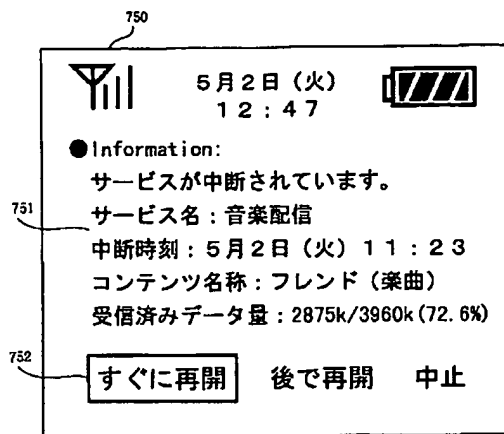 750
5月2日(火)
12:47
●Information:
サービスが中断されています。
751
サービス名:音楽配信
中断時刻:5月2日(火)11:23
コンテンツ名称:フレンド(楽曲)
受信済みデータ量:2875k/3960k(72.6%)
752
すぐに再開 後で再開 中止